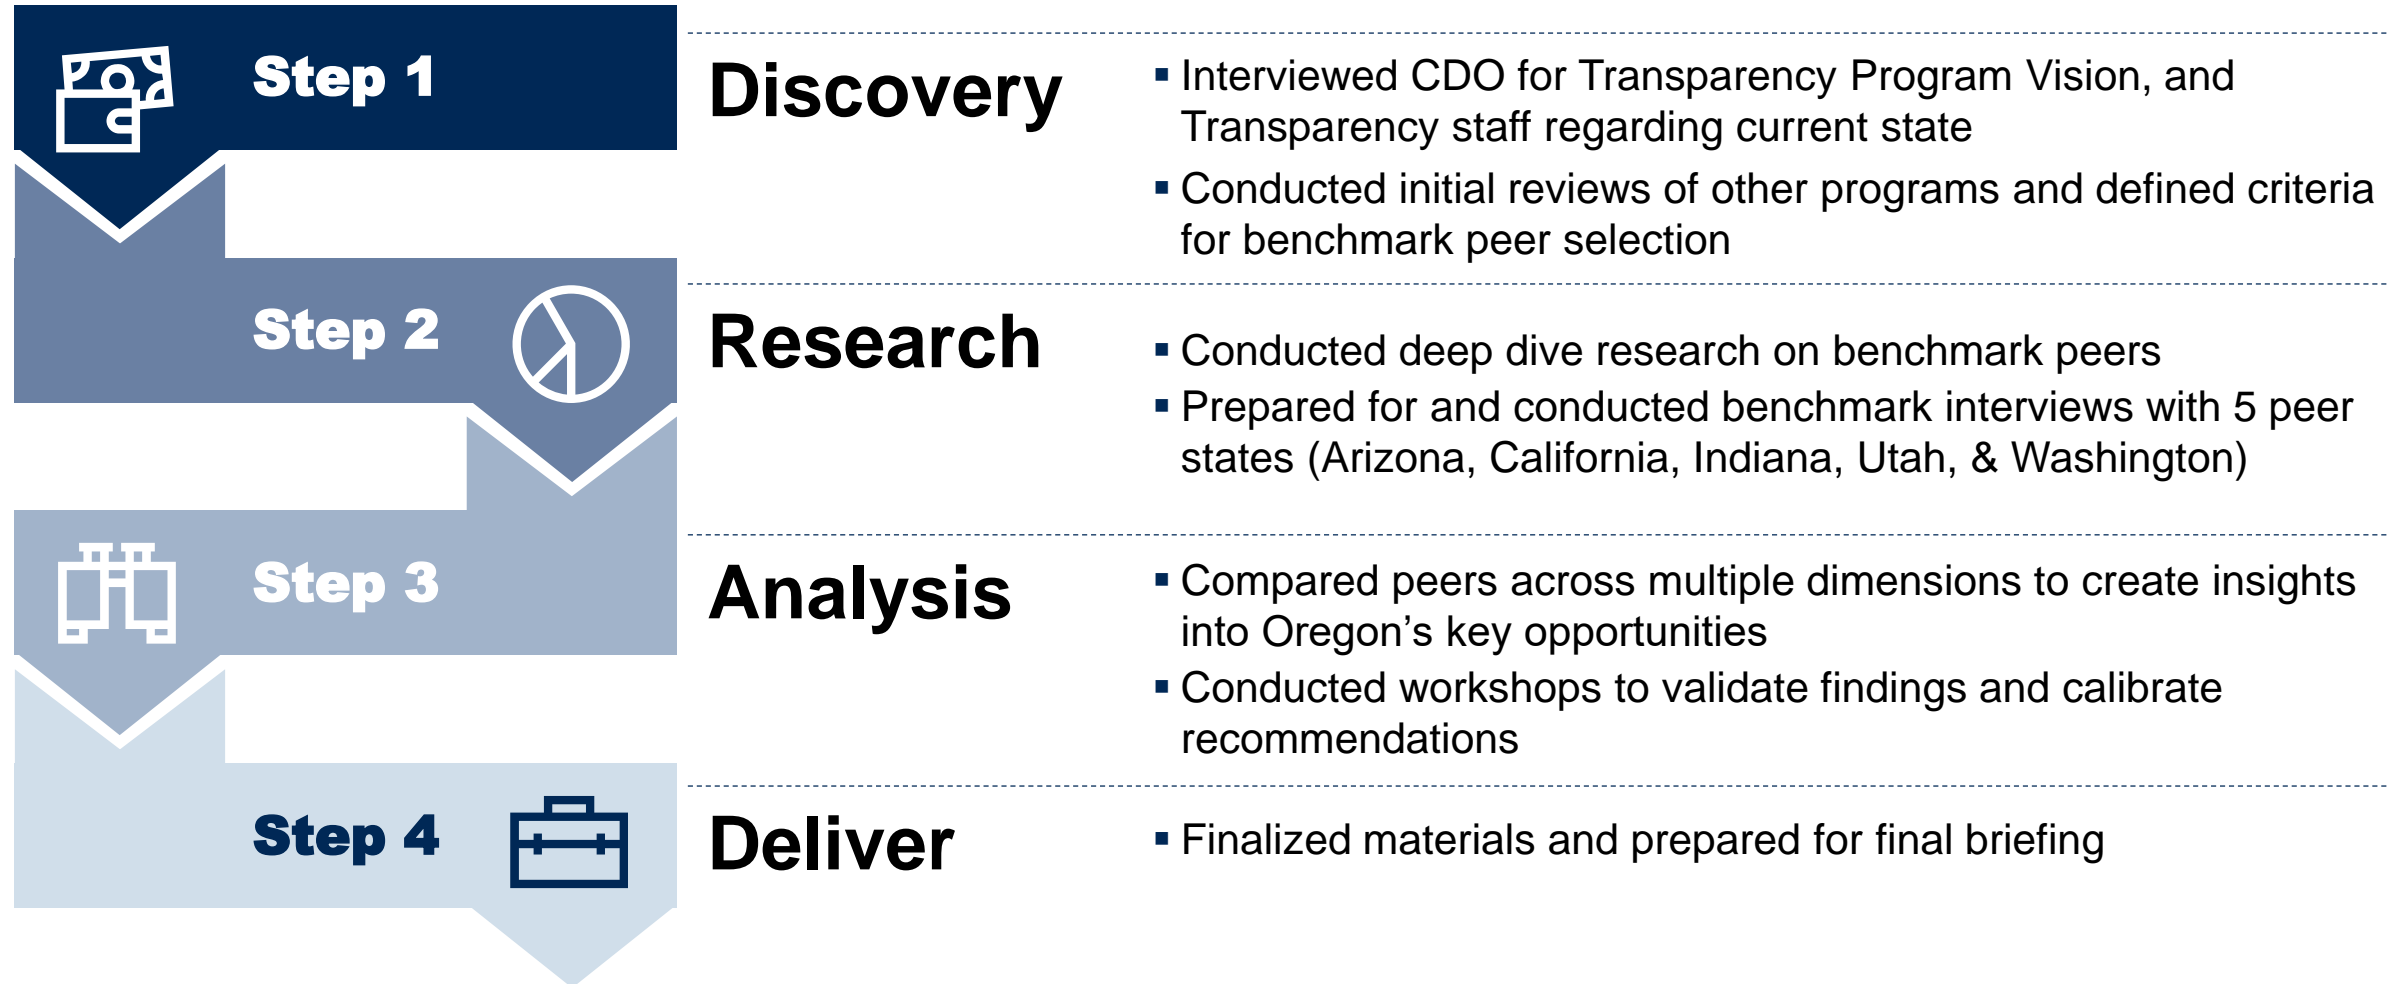 Step 1
Discovery
▪ Interviewed CDO for Transparency Program Vision, and
Transparency staff regarding current state
▪ Conducted initial reviews of other programs and defined criteria
for benchmark peer selection
Step 2
Research
▪ Conducted deep dive research on benchmark peers
▪ Prepared for and conducted benchmark interviews with 5 peer
states (Arizona, California, Indiana, Utah, & Washington)
Step 3
Analysis
▪ Compared peers across multiple dimensions to create insights
into Oregon’s key opportunities
▪ Conducted workshops to validate findings and calibrate
recommendations
Step 4
Deliver
▪ Finalized materials and prepared for final briefing